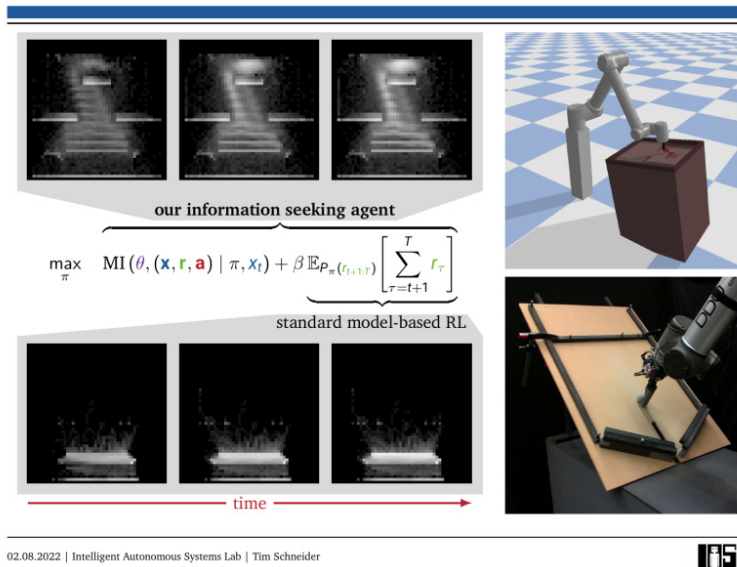 our information seeking agent
max π MI (θ, (x, r, a) | π, xₜ) + β 𝔼_{P_π(r_{t+1:T})} [ ∑_{τ=t+1}^{T} r_τ ]
standard model-based RL
time
02.08.2022 | Intelligent Autonomous Systems Lab | Tim Schneider
IAS